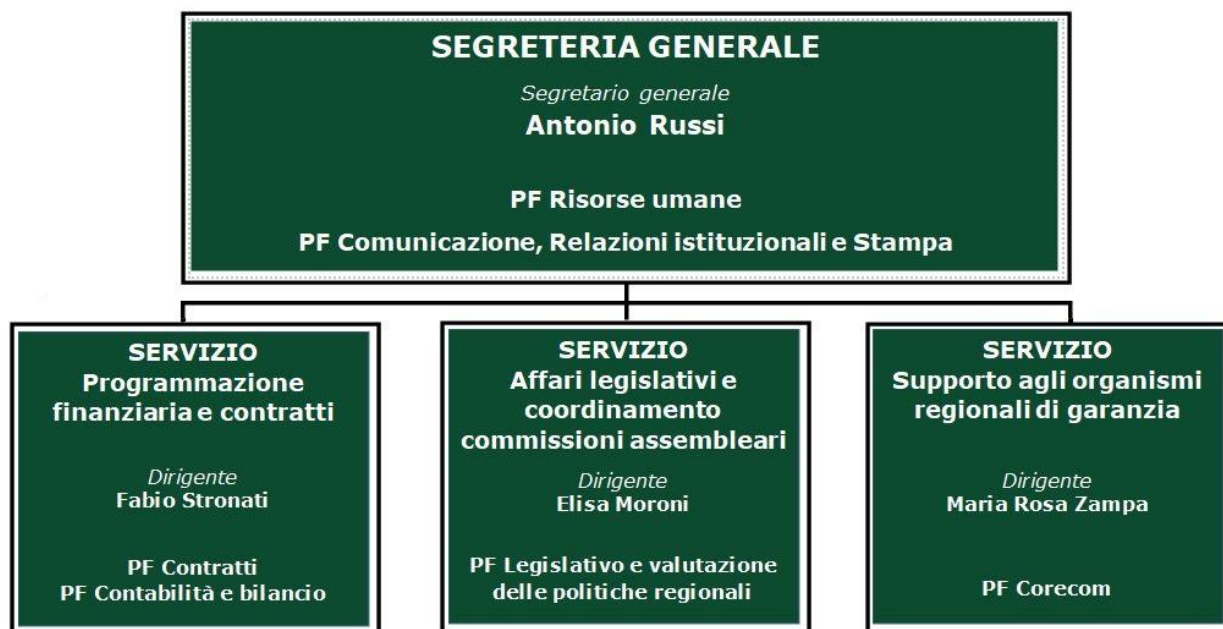 SEGRETERIA GENERALE
Segretario generale
Antonio Russi
PF Risorse umane
PF Comunicazione, Relazioni istituzionali e Stampa
SERVIZIO
Programmazione
finanziaria e contratti
Dirigente
Fabio Stronati
PF Contratti
PF Contabilità e bilancio
SERVIZIO
Affari legislativi e
coordinamento
commissioni assembleari
Dirigente
Elisa Moroni
PF Legislativo e valutazione
delle politiche regionali
SERVIZIO
Supporto agli organismi
regionali di garanzia
Dirigente
Maria Rosa Zampa
PF Corecom